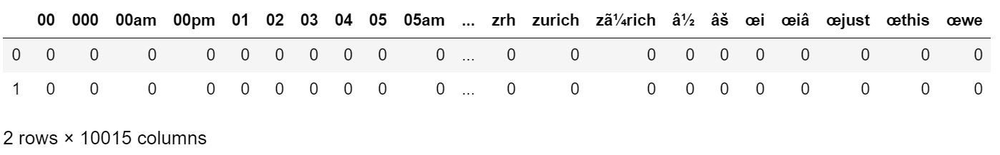 00 000 00am 00pm 01 02 03 04 05 05am ... zrh zurich zã¼rich â½ âš œi œiâ œjust œthis œwe
0 0 0 0 0 0 0 0 0 0 0 ... 0 0 0 0 0 0 0 0 0 0
1 0 0 0 0 0 0 0 0 0 0 ... 0 0 0 0 0 0 0 0 0 0
2 rows × 10015 columns